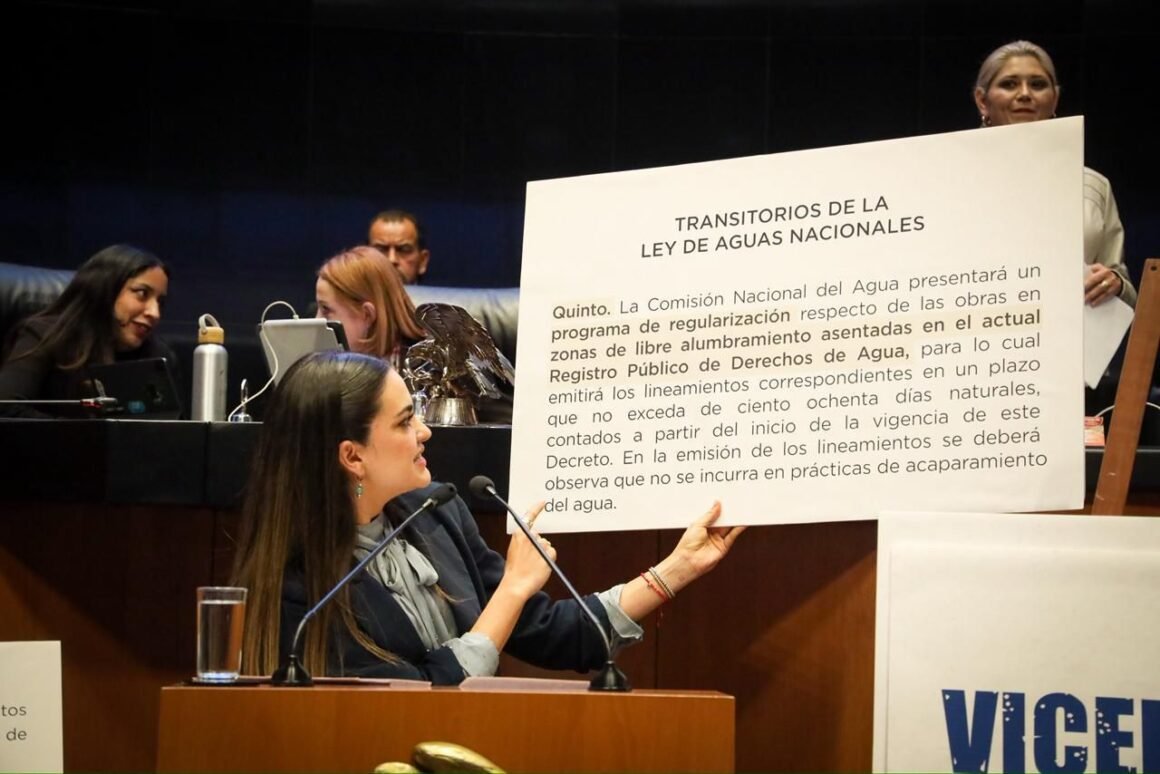 TRANSITORIOS DE LA
LEY DE AGUAS NACIONALES
Quinto. La Comisión Nacional del Agua presentará un
programa de regularización respecto de las obras en
zonas de libre alumbramiento asentadas en el actual
Registro Público de Derechos de Agua, para lo cual
emitirá los lineamientos correspondientes en un plazo
que no exceda de ciento ochenta días naturales,
contados a partir del inicio de la vigencia de este
Decreto. En la emisión de los lineamientos se deberá
observa que no se incurra en prácticas de acaparamiento
del agua.
tos
de
VICE